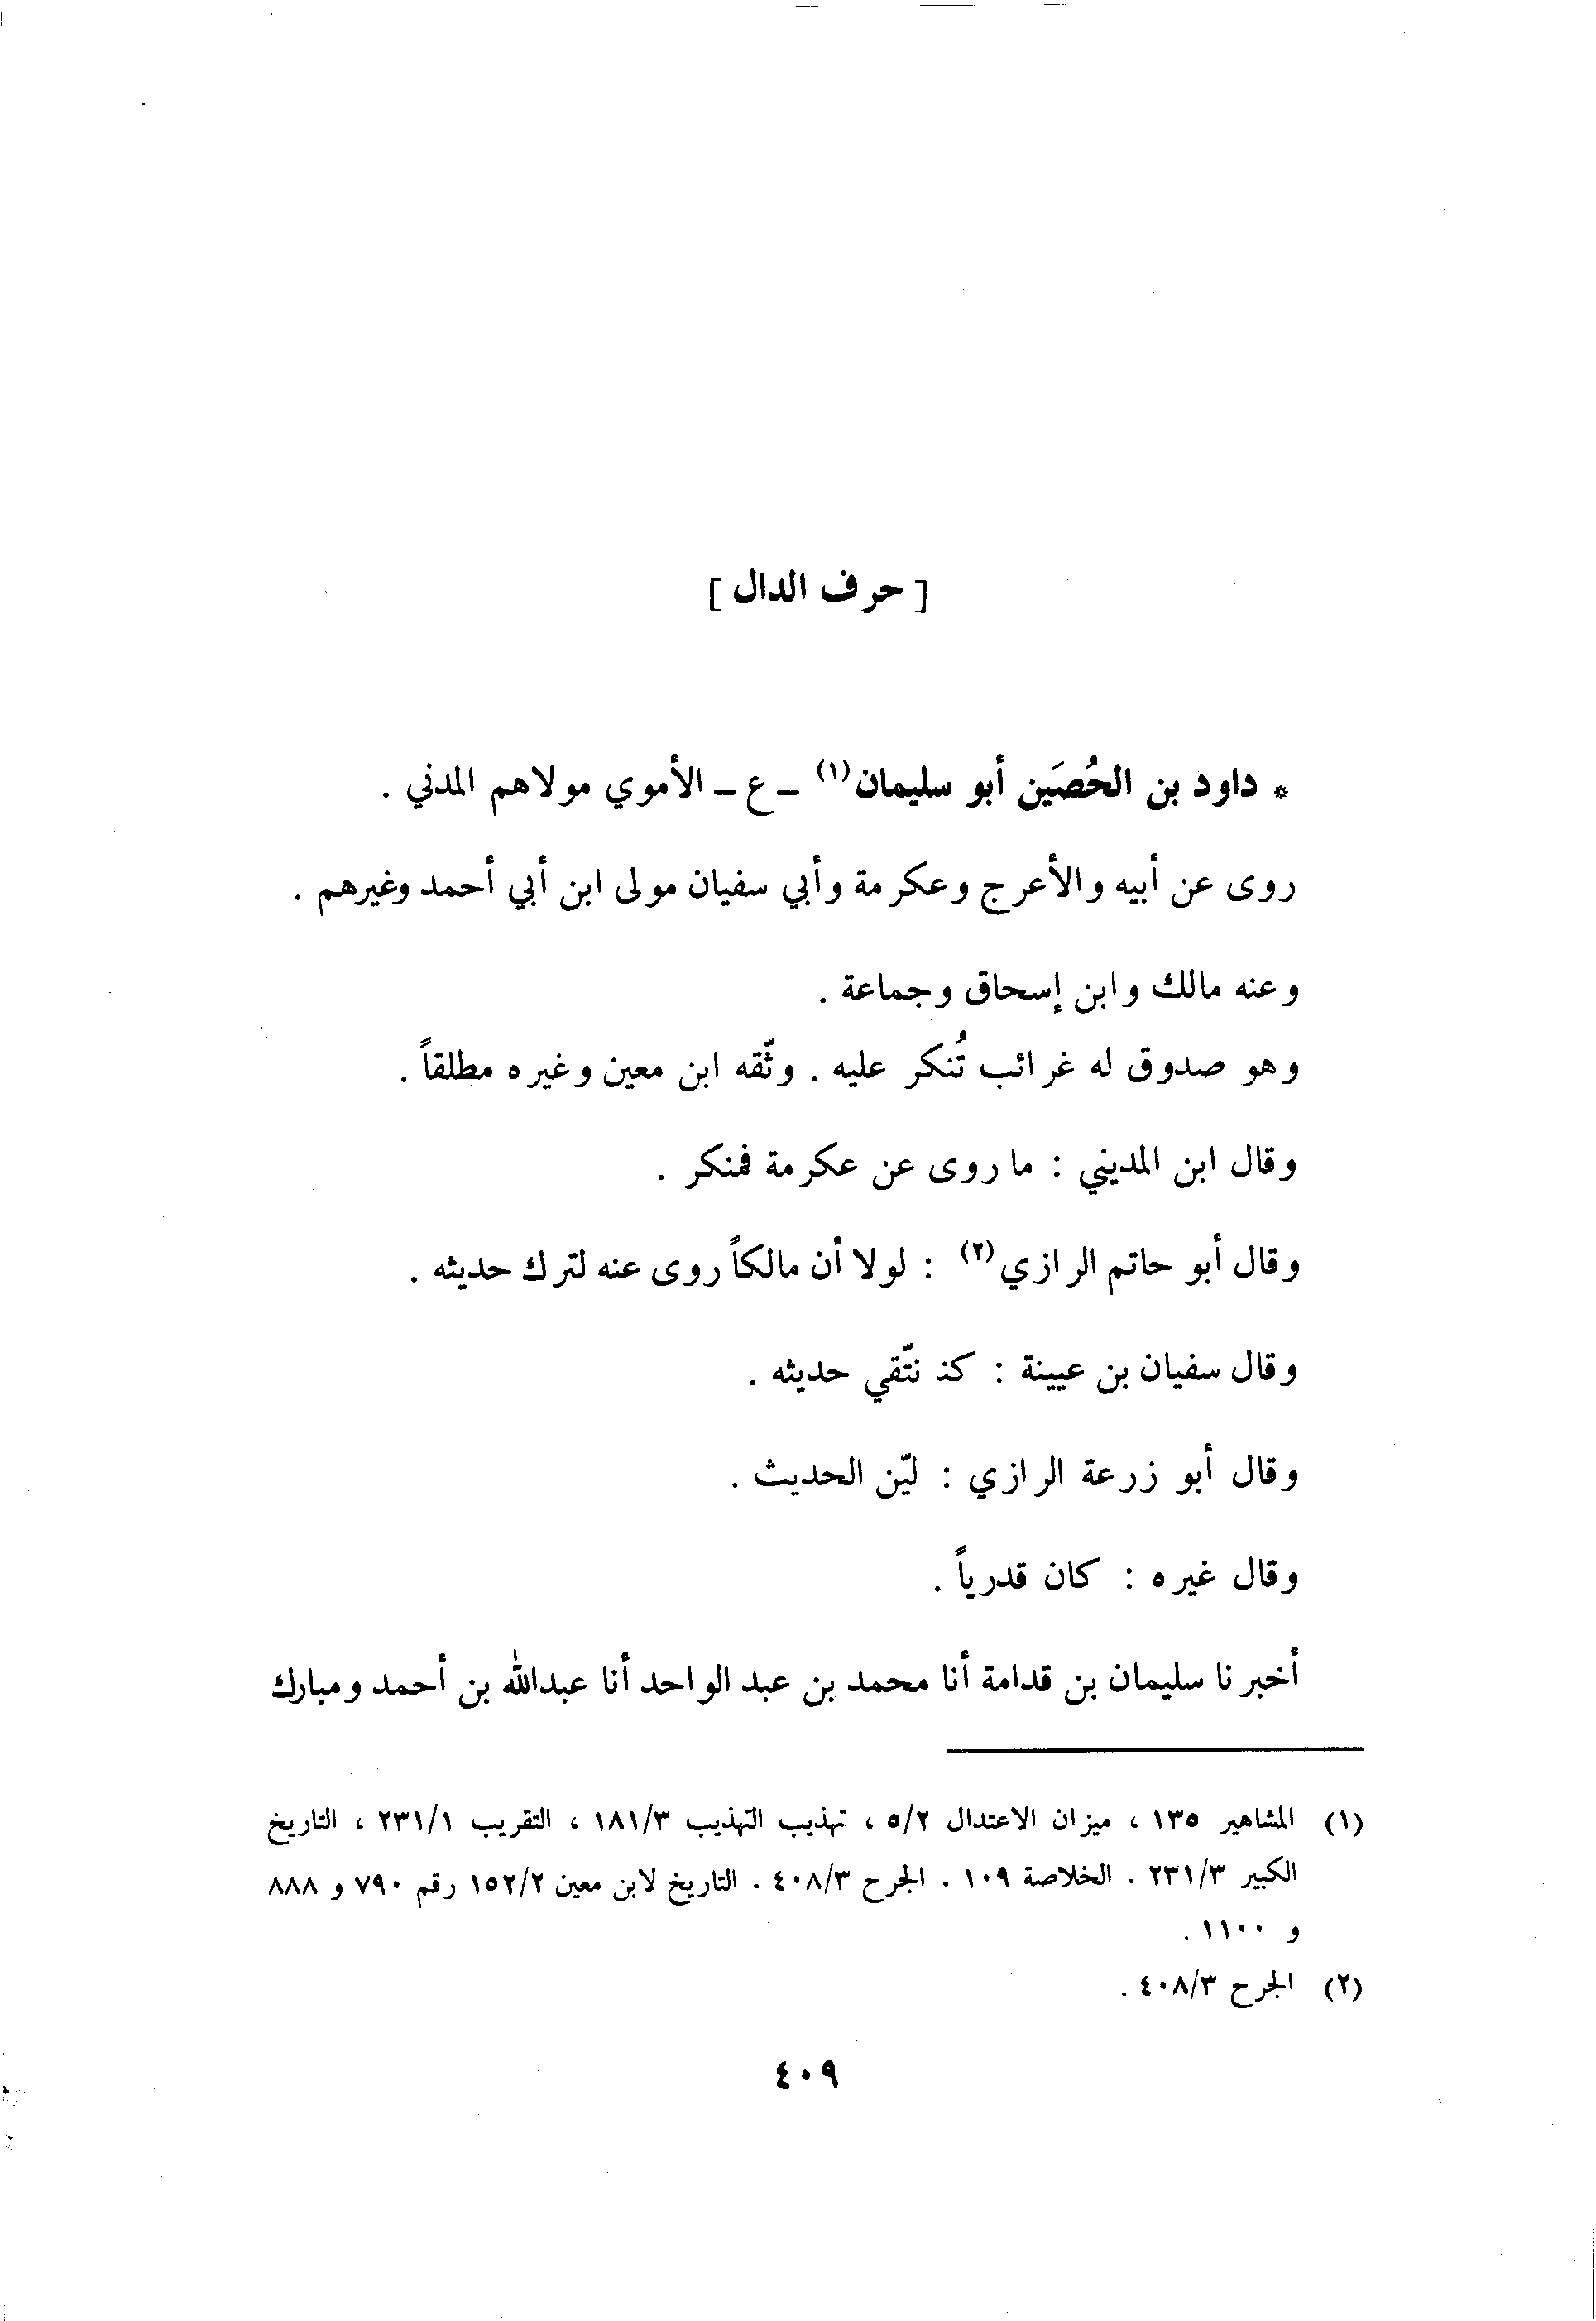 [ حرف الدال ]
* داود بن الحُصَين أبو سليمان(١) - ع - الأموي مولاهم المدني .
روى عن أبيه والأعرج وعكرمة وأبي سفيان مولى ابن أبي أحمد وغيرهم .
وعنه مالك وابن إسحاق وجماعة .
وهو صدوق له غرائب تُنكر عليه . وثّقه ابن معين وغيره مطلقاً .
وقال ابن المديني : ما روى عن عكرمة فمنكر .
وقال أبو حاتم الرازي(٢) : لولا أن مالكاً روى عنه لترك حديثه .
وقال سفيان بن عيينة : كنا نتّقي حديثه .
وقال أبو زرعة الرازي : ليّن الحديث .
وقال غيره : كان قدرياً .
أخبرنا سليمان بن قدامة أنا محمد بن عبد الواحد أنا عبدالله بن أحمد ومبارك
(١) المشاهير ١٣٥ ، ميزان الاعتدال ٥/٢ ، تهذيب التهذيب ١٨١/٣ ، التقريب ٢٣١/١ ، التاريخ
الكبير ٢٣١/٣ . الخلاصة ١٠٩ . الجرح ٤٠٨/٣ . التاريخ لابن معين ١٥٢/٢ رقم ٧٩٠ و ٨٨٨
و ١١٠٠ .
(٢) الجرح ٤٠٨/٣ .
٤٠٩